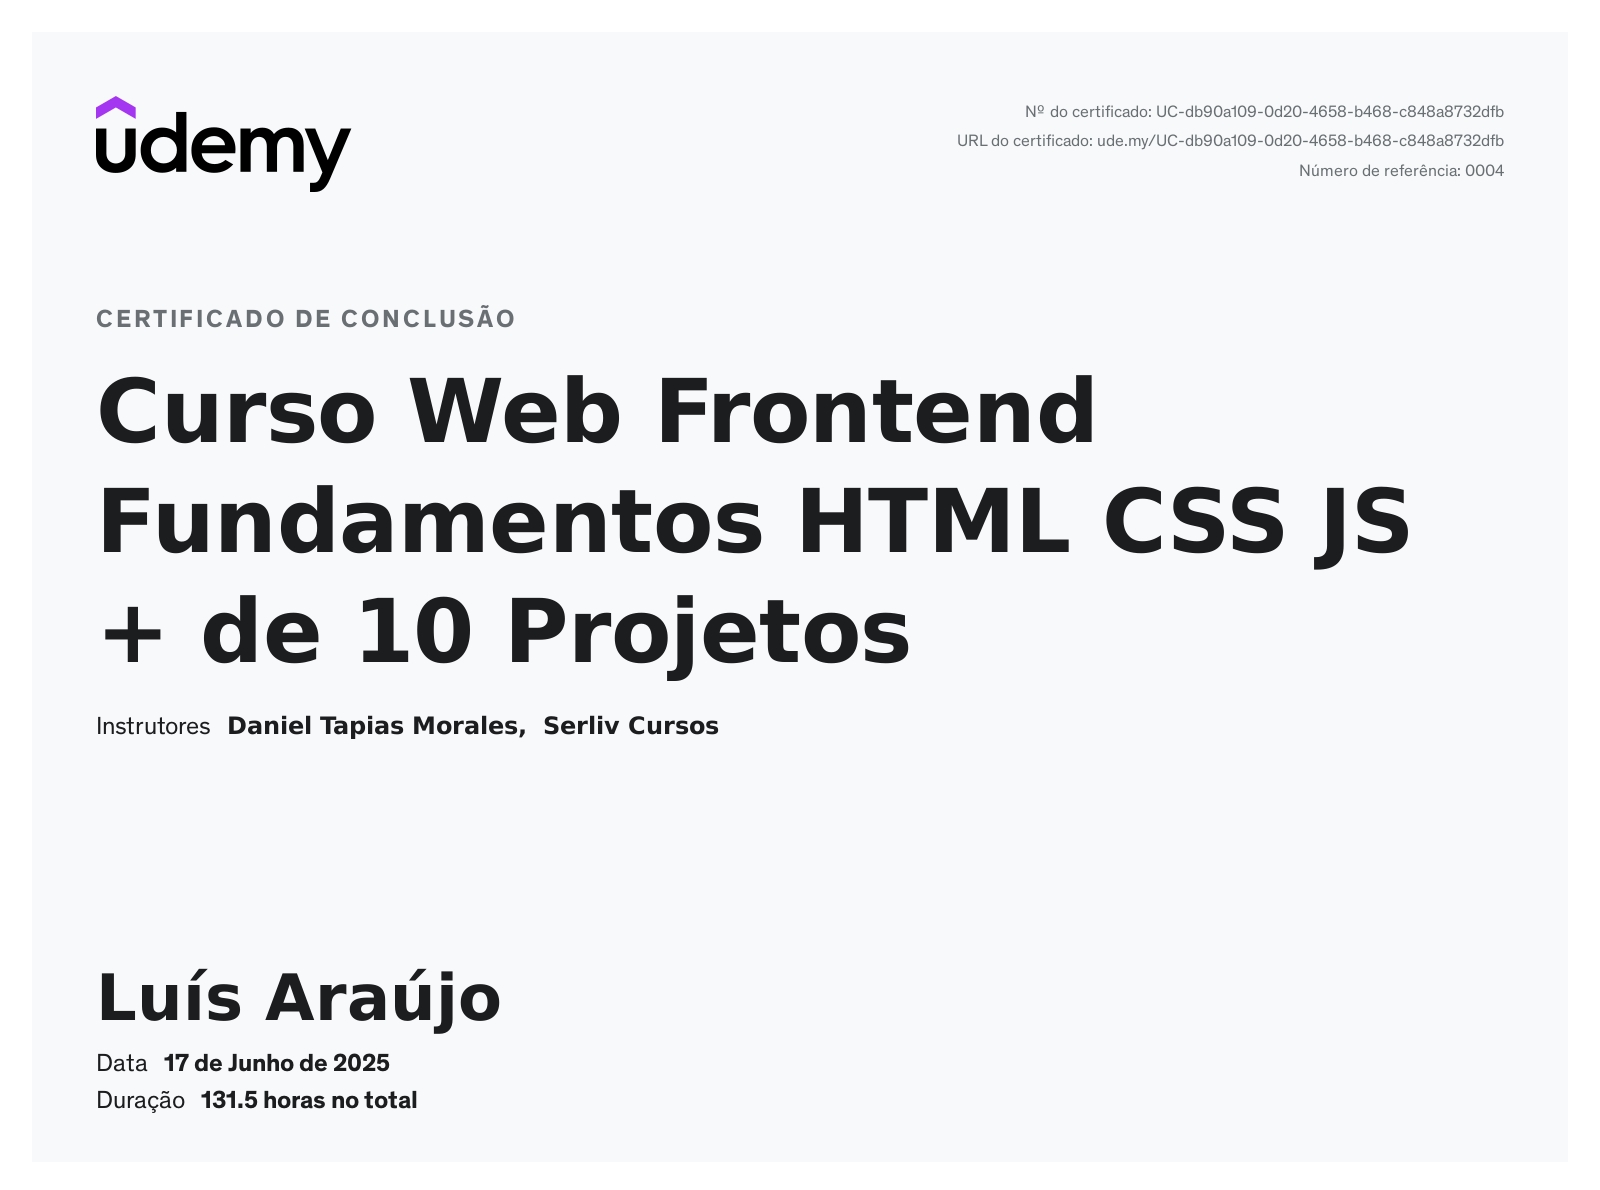 udemy
Nº do certificado: UC-db90a109-0d20-4658-b468-c848a8732dfb
URL do certificado: ude.my/UC-db90a109-0d20-4658-b468-c848a8732dfb
Número de referência: 0004
CERTIFICADO DE CONCLUSÃO
Curso Web Frontend
Fundamentos HTML CSS JS
+ de 10 Projetos
Instrutores Daniel Tapias Morales, Serliv Cursos
Luís Araújo
Data 17 de Junho de 2025
Duração 131.5 horas no total